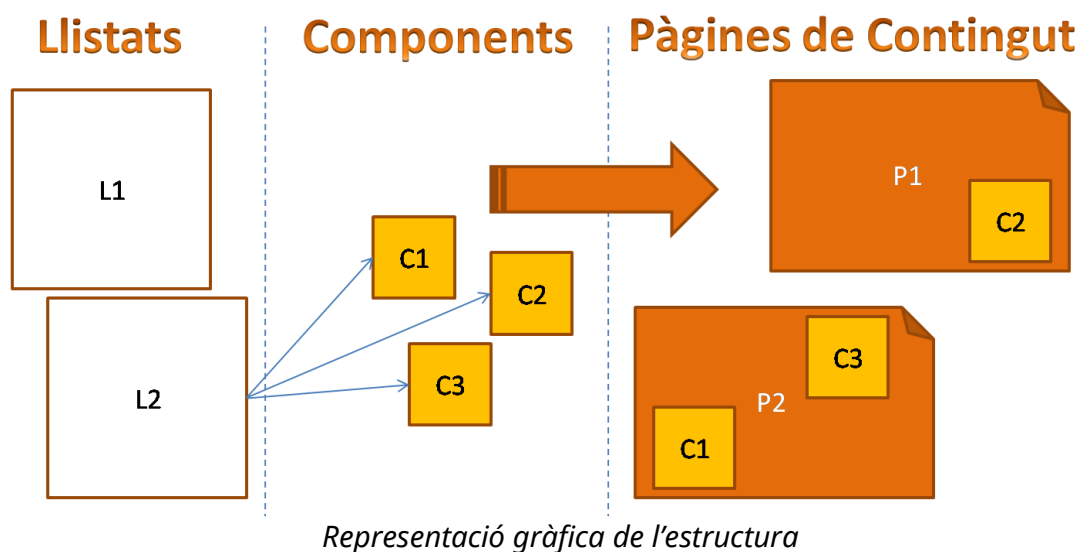 Llistats
Components
Pàgines de Contingut
L1
L2
C1
C2
C3
P1
C2
C3
P2
C1
Representació gràfica de l'estructura